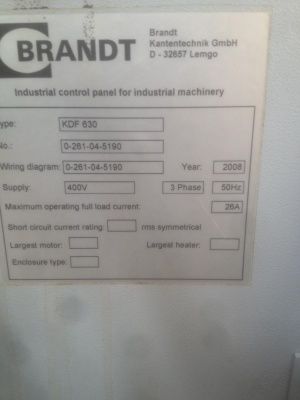 BRANDT
Brandt
Kantentechnik GmbH
D - 32657 Lemgo
Industrial control panel for industrial machinery
ype: KDF 630
No.: 0-261-04-5190
Wiring diagram: 0-261-04-5190 Year: 2008
Supply: 400V 3 Phase 50Hz
Maximum operating full load current: 26A
Short circuit current rating: rms symmetrical
Largest motor: Largest heater:
Enclosure type: